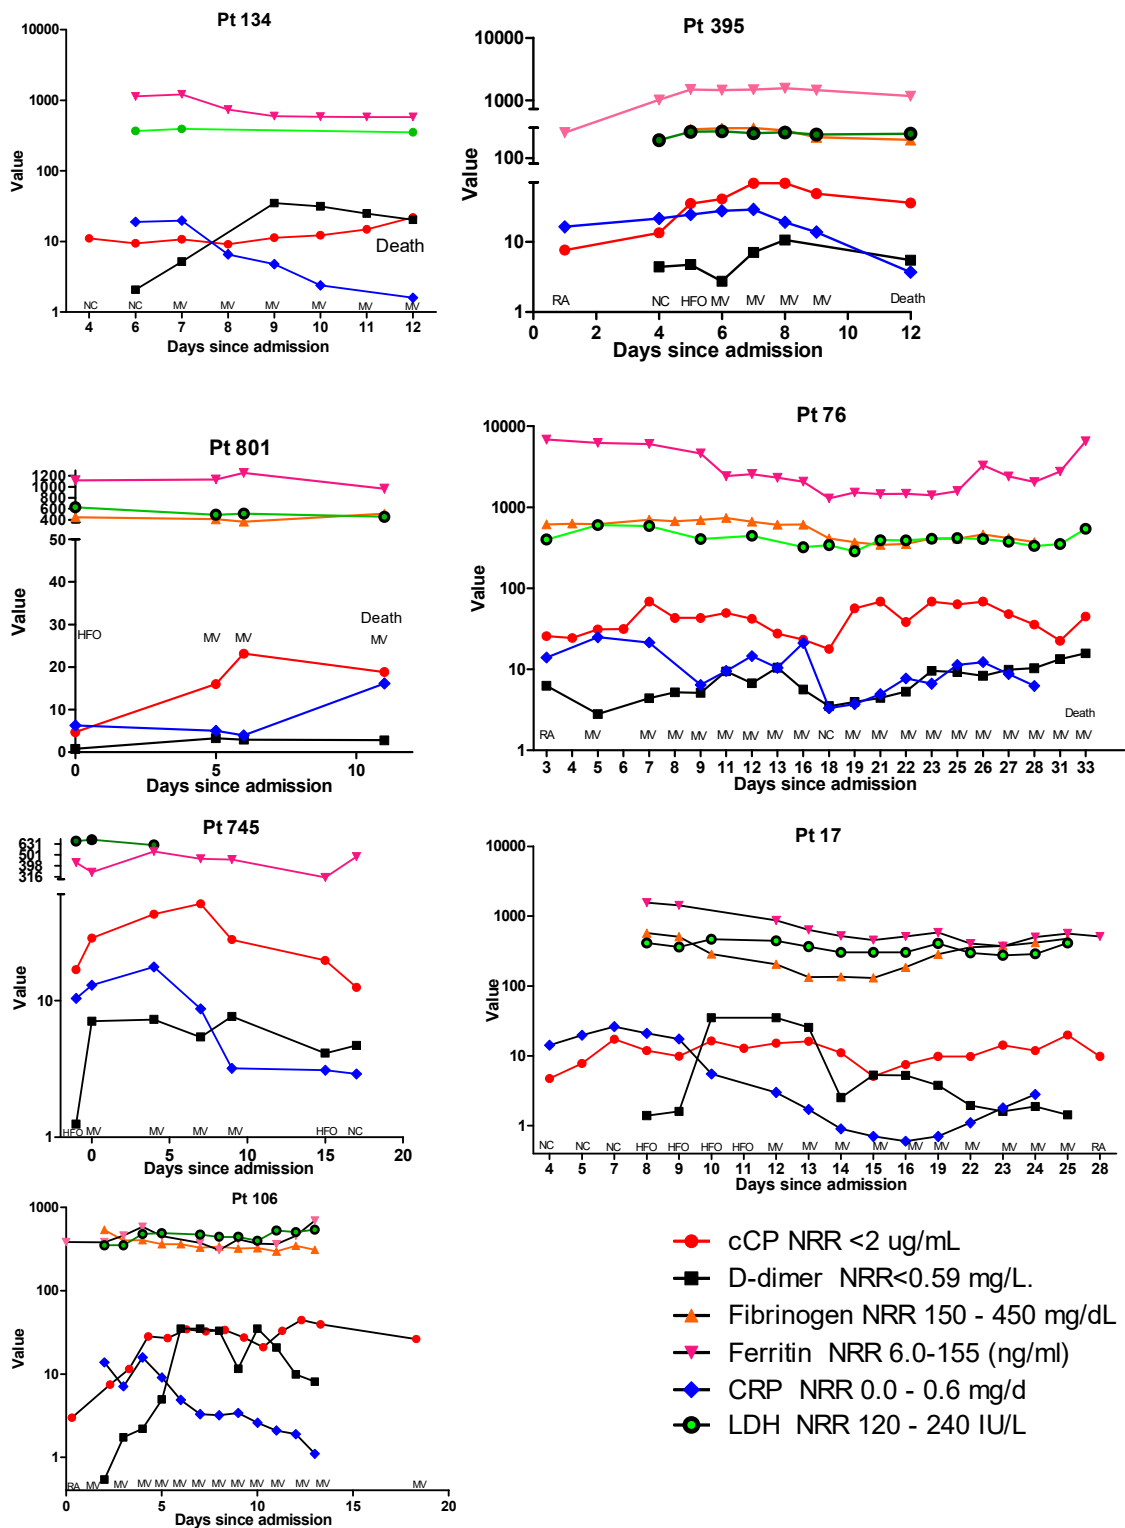 Pt 134
10000
1000
100
10
1
Value
Death
NC NC MV MV MV MV MV MV
4 6 7 8 9 10 11 12
Days since admission
Pt 395
10000
1000
100
10
1
Value
RA NC HFO MV MV MV MV Death
0 2 4 6 8 10 12
Days since admission
Pt 801
1200
1000
800
600
400
50
40
30
20
10
0
Value
HFO MV MV Death
MV
0 5 10
Days since admission
Pt 76
10000
1000
100
10
1
Value
Death
RA MV MV MV MV MV MV MV MV NC MV MV MV MV MV MV MV MV MV MV
3 4 5 6 7 8 9 11 12 13 16 18 19 21 22 23 25 26 27 28 31 33
Days since admission
Pt 745
631
501
398
316
10
1
Value
HFO MV MV MV MV HFO NC
0 5 10 15 20
Days since admission
Pt 17
10000
1000
100
10
1
Value
NC NC NC HFO HFO HFO HFO MV MV MV MV MV MV MV MV MV MV RA
4 5 7 8 9 10 11 12 13 14 15 16 19 22 23 24 25 28
Days since admission
Pt 106
1000
100
10
1
Value
RA MV MV MV MV MV MV MV MV MV MV MV MV MV MV
0 5 10 15 20
Days since admission
cCP NRR <2 ug/mL
D-dimer NRR<0.59 mg/L.
Fibrinogen NRR 150 - 450 mg/dL
Ferritin NRR 6.0-155 (ng/ml)
CRP NRR 0.0 - 0.6 mg/d
LDH NRR 120 - 240 IU/L